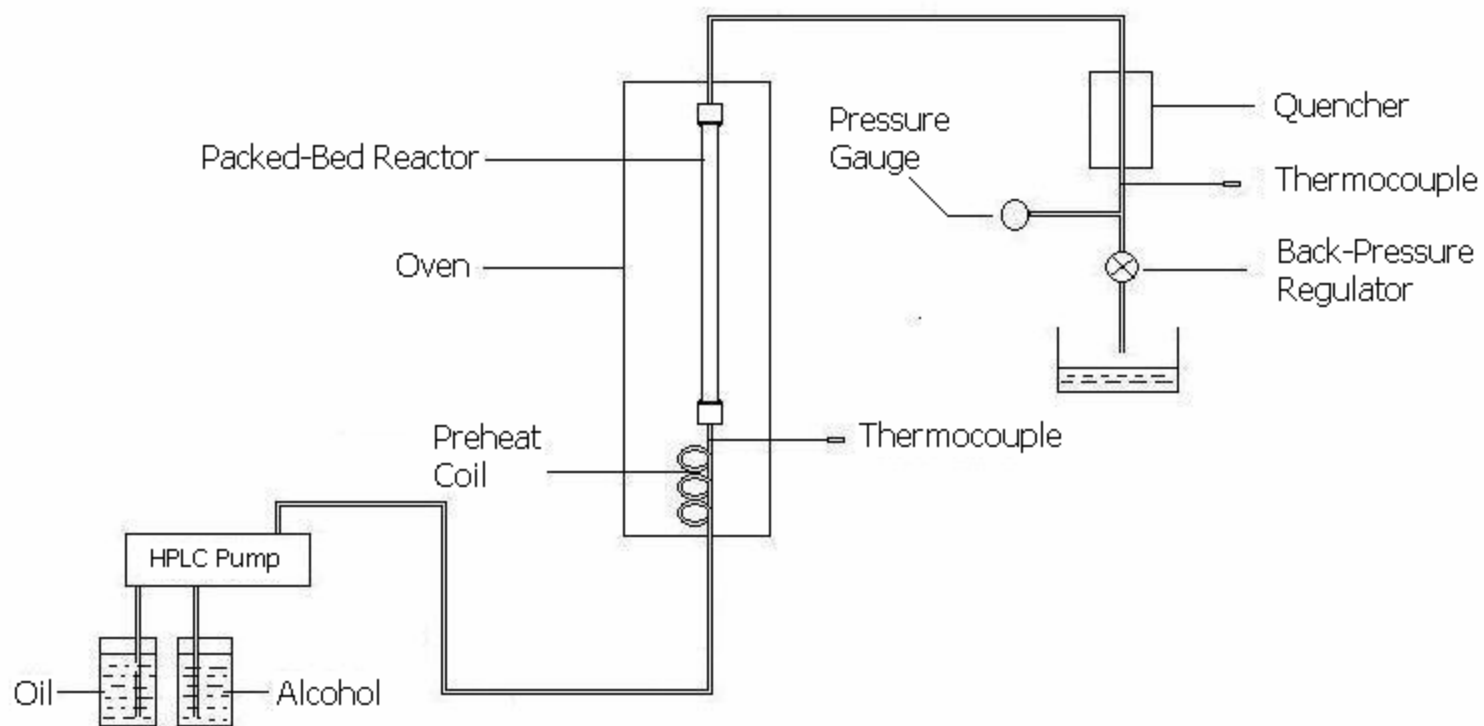 Quencher
Pressure
Gauge
Packed-Bed Reactor
Thermocouple
Oven
Back-Pressure
Regulator
Preheat
Coil
Thermocouple
HPLC Pump
Oil
Alcohol